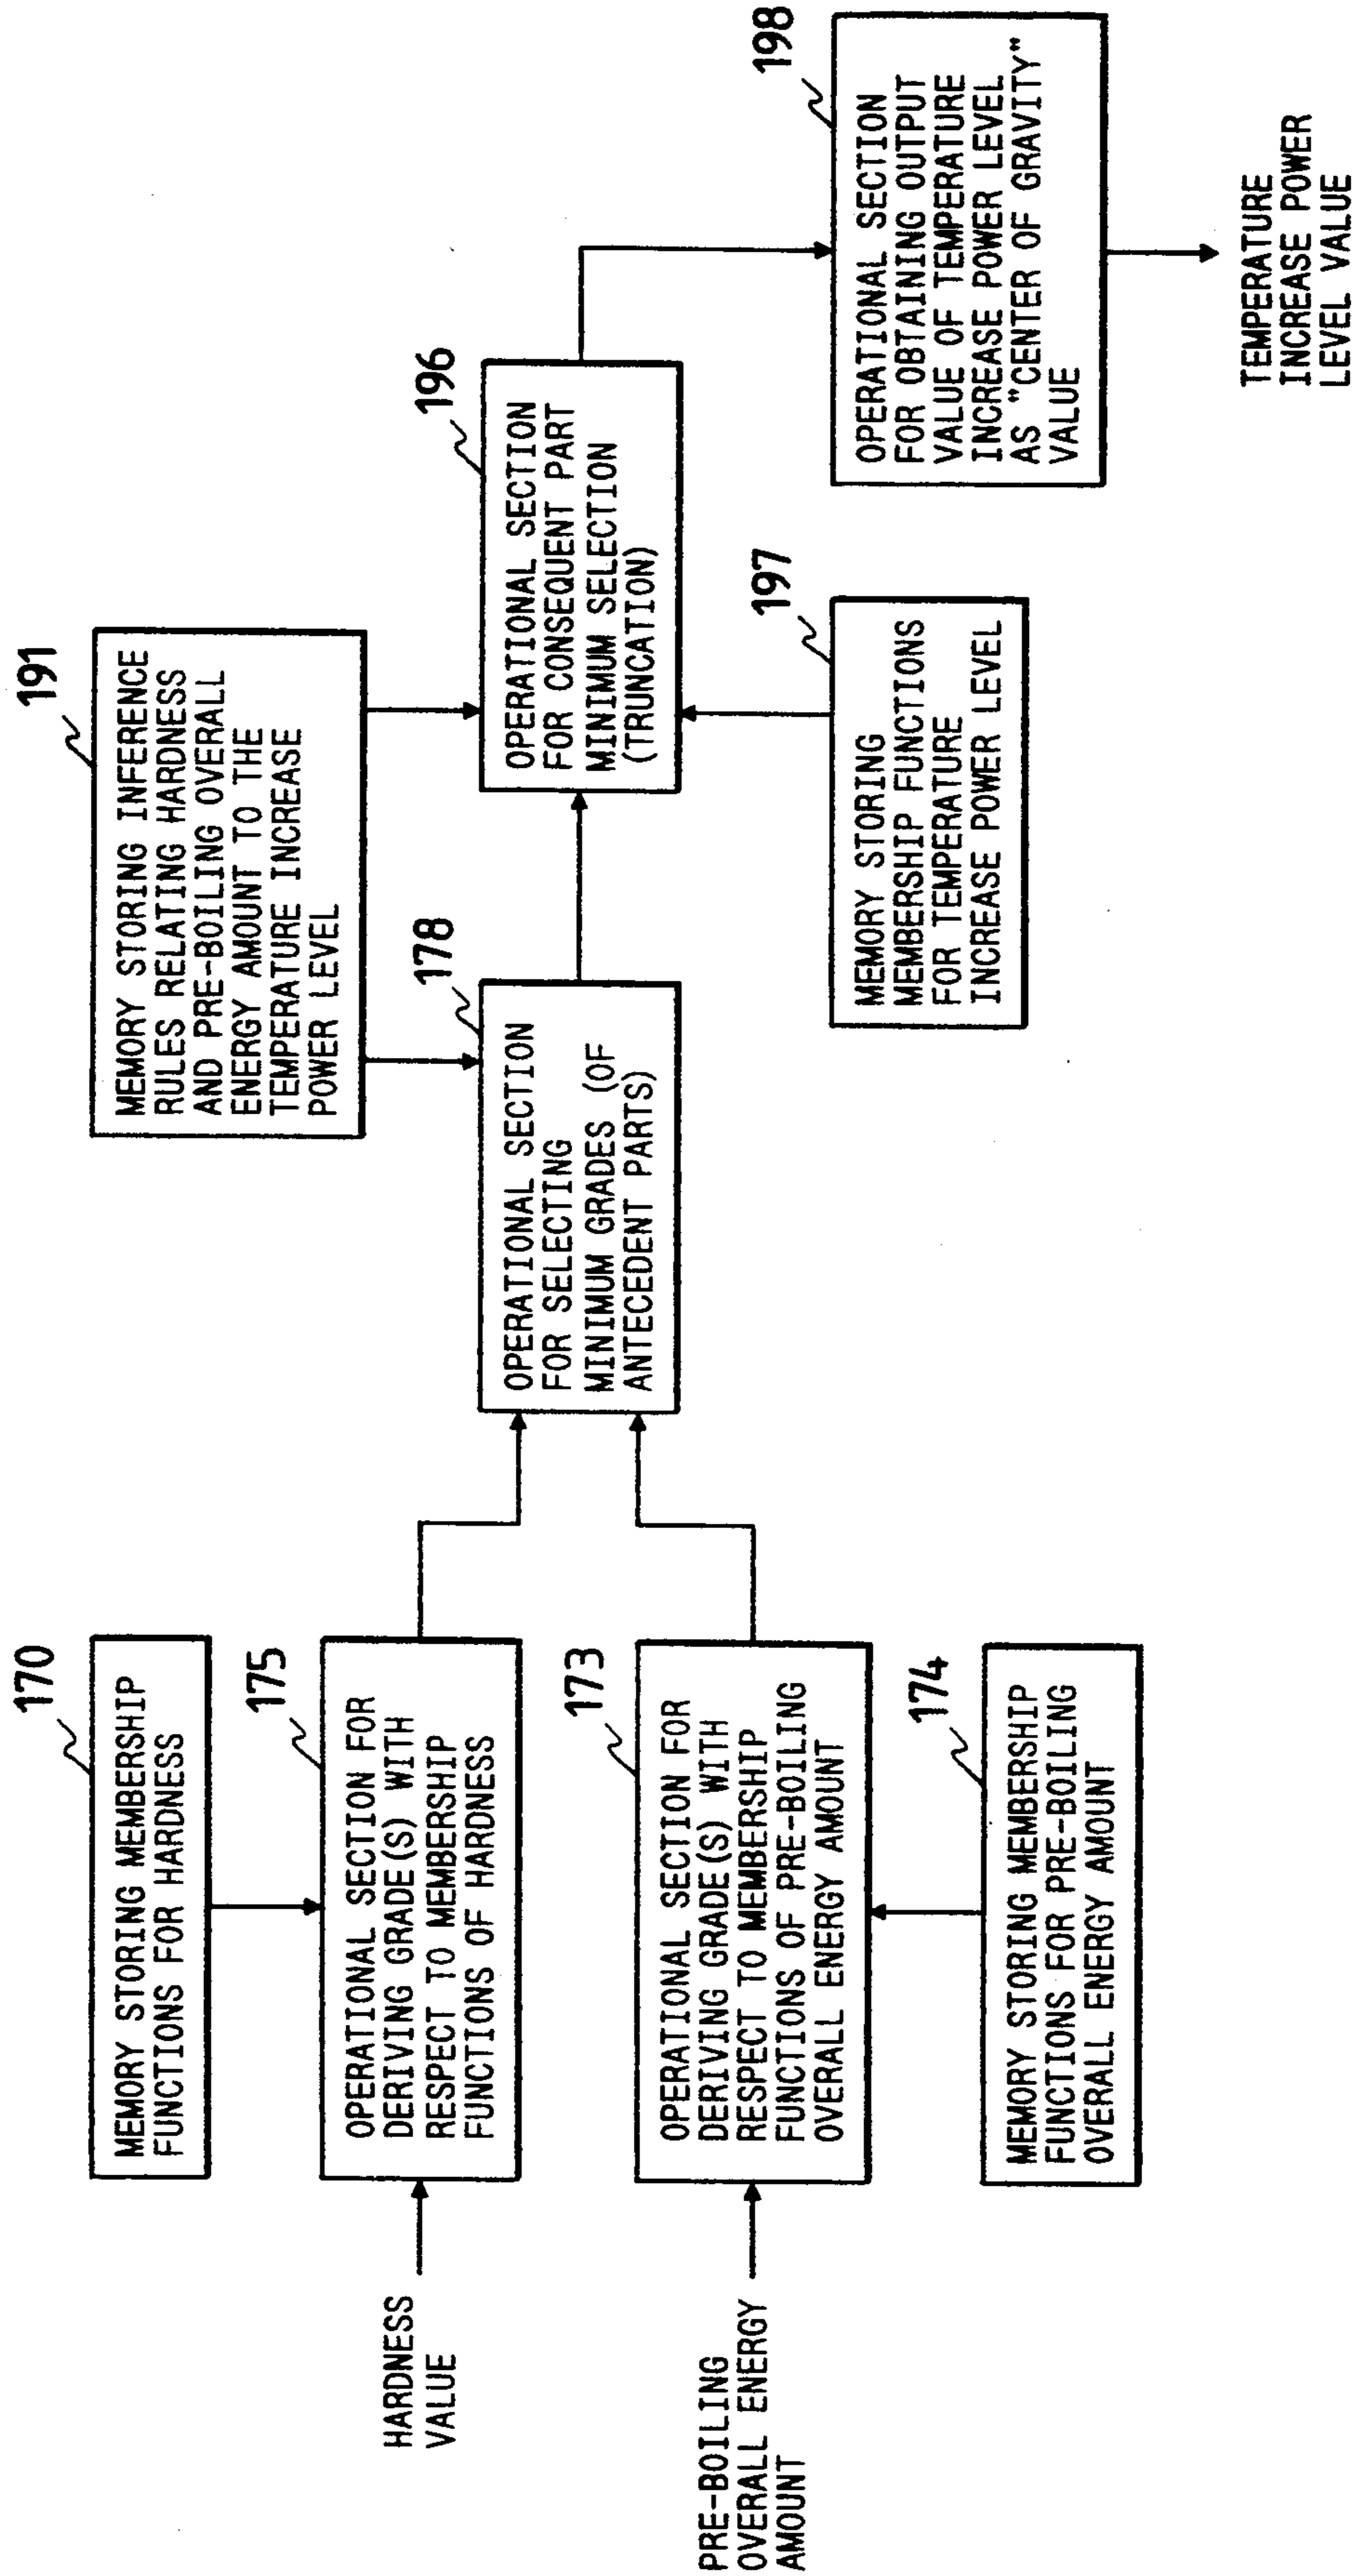 170
MEMORY STORING MEMBERSHIP
FUNCTIONS FOR HARDNESS
175
OPERATIONAL SECTION FOR
DERIVING GRADE(S) WITH
RESPECT TO MEMBERSHIP
FUNCTIONS OF HARDNESS
HARDNESS
VALUE
173
OPERATIONAL SECTION FOR
DERIVING GRADE(S) WITH
RESPECT TO MEMBERSHIP
FUNCTIONS OF PRE-BOILING
OVERALL ENERGY AMOUNT
PRE-BOILING
OVERALL ENERGY
AMOUNT
174
MEMORY STORING MEMBERSHIP
FUNCTIONS FOR PRE-BOILING
OVERALL ENERGY AMOUNT
191
MEMORY STORING INFERENCE
RULES RELATING HARDNESS
AND PRE-BOILING OVERALL
ENERGY AMOUNT TO THE
TEMPERATURE INCREASE
POWER LEVEL
178
OPERATIONAL SECTION
FOR SELECTING
MINIMUM GRADES (OF
ANTECEDENT PARTS)
196
OPERATIONAL SECTION
FOR CONSEQUENT PART
MINIMUM SELECTION
(TRUNCATION)
197
MEMORY STORING
MEMBERSHIP FUNCTIONS
FOR TEMPERATURE
INCREASE POWER LEVEL
198
OPERATIONAL SECTION
FOR OBTAINING OUTPUT
VALUE OF TEMPERATURE
INCREASE POWER LEVEL
AS "CENTER OF GRAVITY"
VALUE
TEMPERATURE
INCREASE POWER
LEVEL VALUE